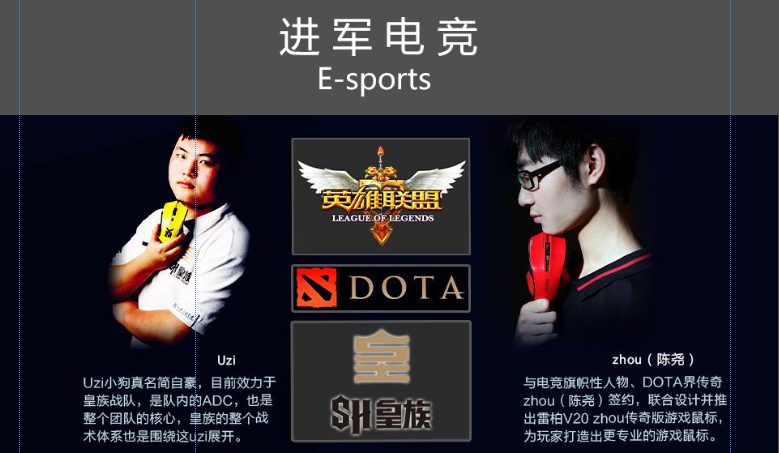 进军电竞
E-sports
英雄联盟
LEAGUE OF LEGENDS
DOTA
皇
SH皇族
Uzi
Uzi小狗真名简自豪，目前效力于
皇族战队，是队内的ADC，也是
整个团队的核心，皇族的整个战
术体系也是围绕这uzi展开。
zhou（陈尧）
与电竞旗帜性人物、DOTA界传奇
zhou（陈尧）签约，联合设计并推
出雷柏V20 zhou传奇版游戏鼠标，
为玩家打造出更专业的游戏鼠标。